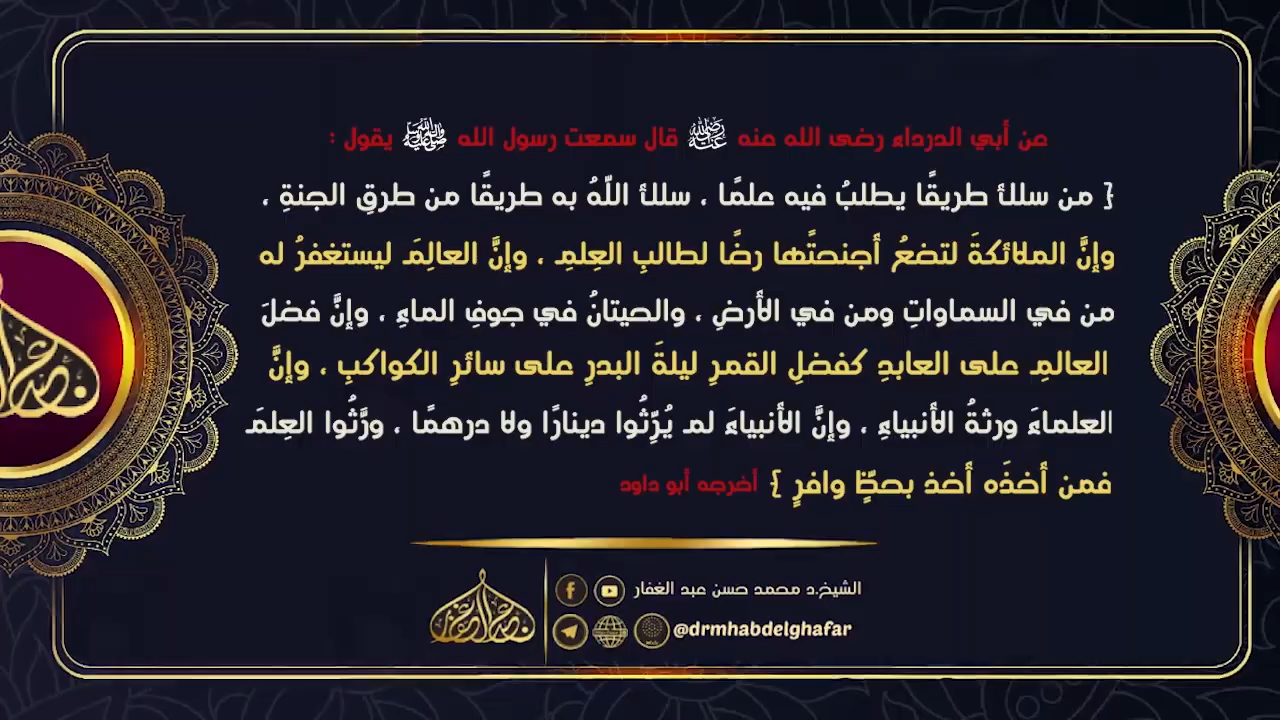 عن أبي الدرداء رضى الله عنه رضي الله عنه قال سمعت رسول الله ﷺ يقول :
{ من سلك طريقًا يطلبُ فيه علمًا ، سلك اللّهُ به طريقًا من طرقِ الجنةِ ،
وإنَّ الملائكةَ لتضعُ أجنحتَها رضًا لطالبِ العِلمِ ، وإنَّ العالِمَ ليستغفرُ له
من في السماواتِ ومن في الأرضِ ، والحيتانُ في جوفِ الماءِ ، وإنَّ فضلَ
العالمِ على العابدِ كفضلِ القمرِ ليلةَ البدرِ على سائرِ الكواكبِ ، وإنَّ
العلماءَ ورثةُ الأنبياءِ ، وإنَّ الأنبياءَ لم يُرِّثُوا دينارًا ولا درهمًا ، ورَّثُوا العِلمَ
فمن أخذَه أخذ بحظٍّ وافرٍ } أخرجه أبو داود
الشيخ.د محمد حسن عبد الغفار
@drmhabdelghafar